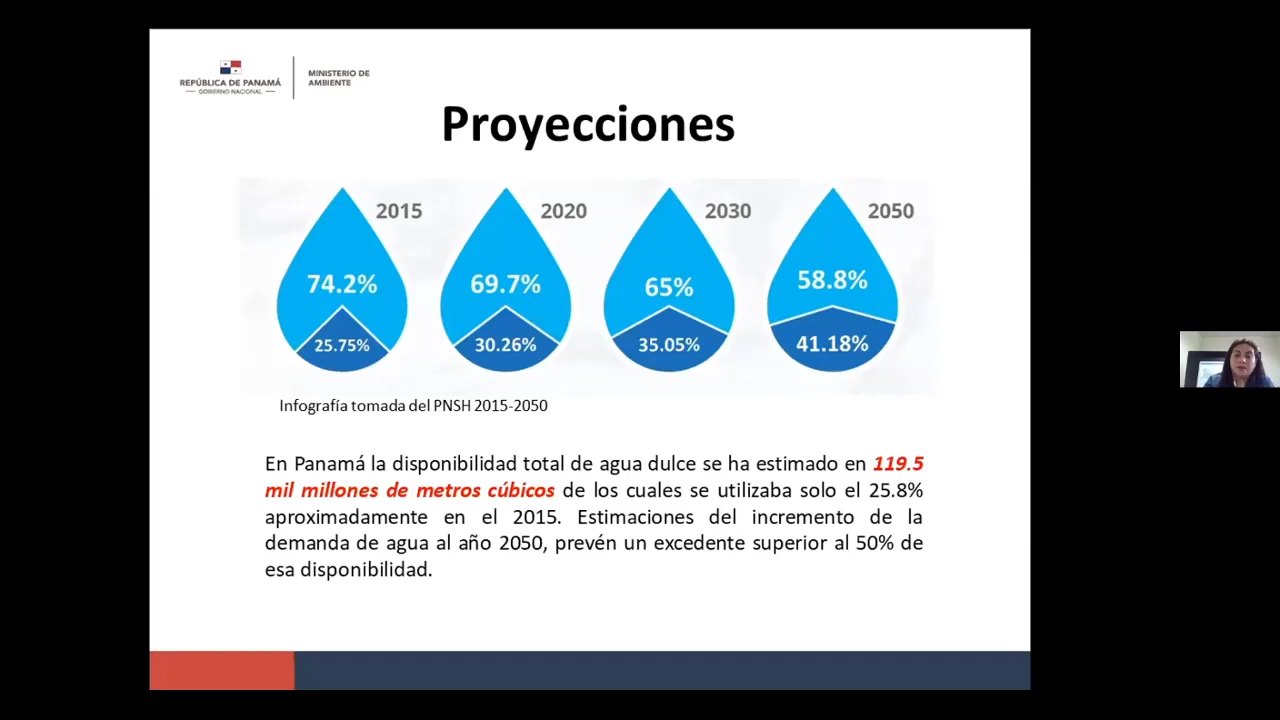 REPÚBLICA DE PANAMÁ
GOBIERNO NACIONAL
MINISTERIO DE
AMBIENTE
Proyecciones
2015
2020
2030
2050
74.2%
69.7%
65%
58.8%
25.75%
30.26%
35.05%
41.18%
Infografía tomada del PNSH 2015-2050
En Panamá la disponibilidad total de agua dulce se ha estimado en 119.5
mil millones de metros cúbicos de los cuales se utilizaba solo el 25.8%
aproximadamente en el 2015. Estimaciones del incremento de la
demanda de agua al año 2050, prevén un excedente superior al 50% de
esa disponibilidad.